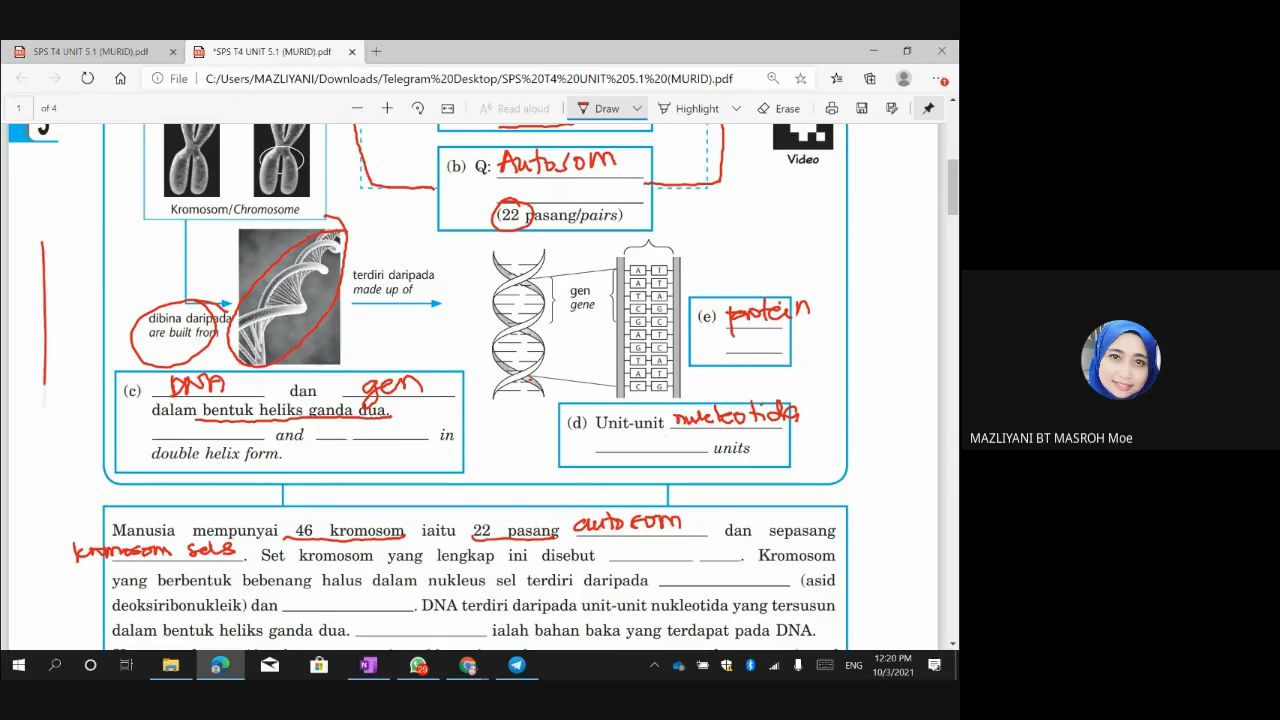 SPS T4 UNIT 5.1 (MURID).pdf
*SPS T4 UNIT 5.1 (MURID).pdf
File
C:/Users/MAZLIYANI/Downloads/Telegram%20Desktop/SPS%20T4%20UNIT%205.1%20(MURID).pdf
1 of 4
Read aloud
Draw
Highlight
Erase
Video
Kromosom/Chromosome
(b) Q: Autosom
(22 pasang/pairs)
dibina daripada
are built from
terdiri daripada
made up of
gen
gene
A T
A T
T A
C G
G C
A T
G C
T A
A T
C G
(e) protein
(c) DNA dan gen
dalam bentuk heliks ganda dua.
and in
double helix form.
(d) Unit-unit nukleotida
units
Manusia mempunyai 46 kromosom iaitu 22 pasang autosom dan sepasang
kromosom seks. Set kromosom yang lengkap ini disebut . Kromosom
yang berbentuk bebenang halus dalam nukleus sel terdiri daripada (asid
deoksiribonukleik) dan . DNA terdiri daripada unit-unit nukleotida yang tersusun
dalam bentuk heliks ganda dua. ialah bahan baka yang terdapat pada DNA.
MAZLIYANI BT MASROH Moe
29
ENG
12:20 PM
10/3/2021